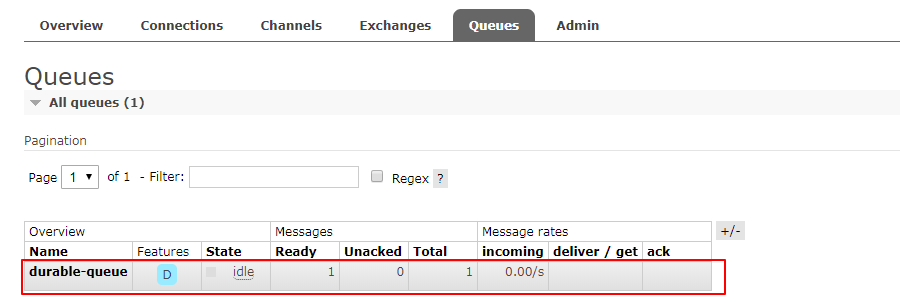 Overview Connections Channels Exchanges Queues Admin
Queues
All queues (1)
Pagination
Page 1 of 1 - Filter: Regex ?
Overview Messages Message rates +/-
Name Features State Ready Unacked Total incoming deliver / get ack
durable-queue D idle 1 0 1 0.00/s